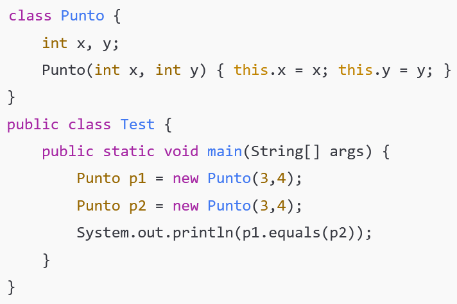 class Punto {
    int x, y;
    Punto(int x, int y) { this.x = x; this.y = y; }
}
public class Test {
    public static void main(String[] args) {
        Punto p1 = new Punto(3,4);
        Punto p2 = new Punto(3,4);
        System.out.println(p1.equals(p2));
    }
}